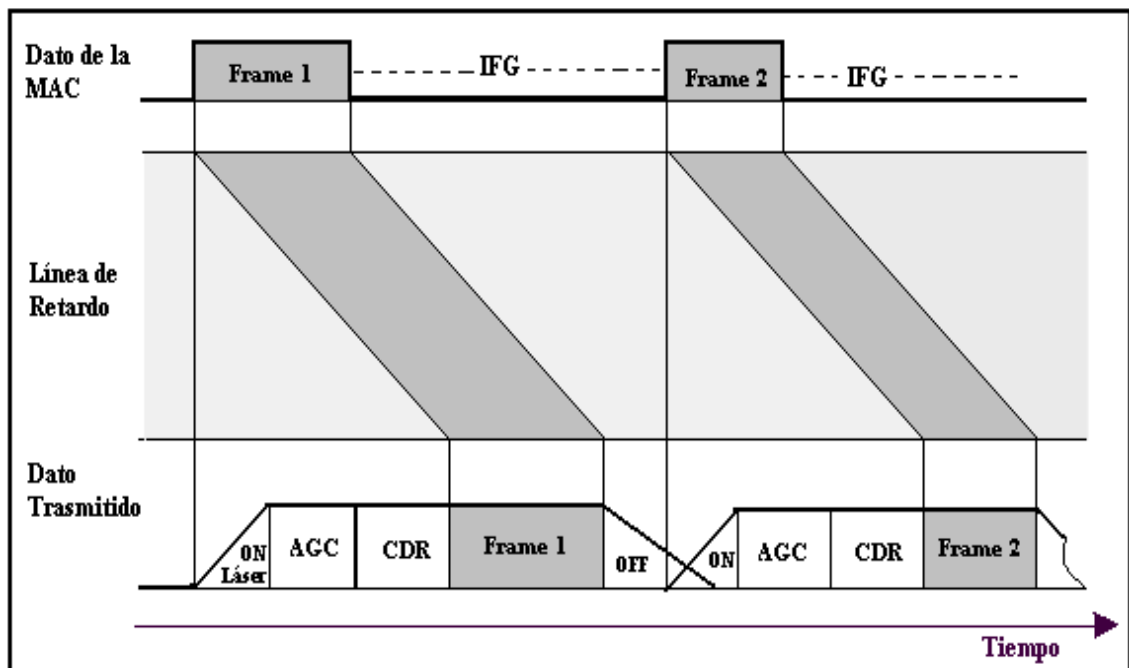 Dato de la
MAC
Frame 1
IFG
Frame 2
IFG
Línea de
Retardo
Dato
Trasmitido
ON
Láser
AGC
CDR
Frame 1
OFF
ON
AGC
CDR
Frame 2
Tiempo